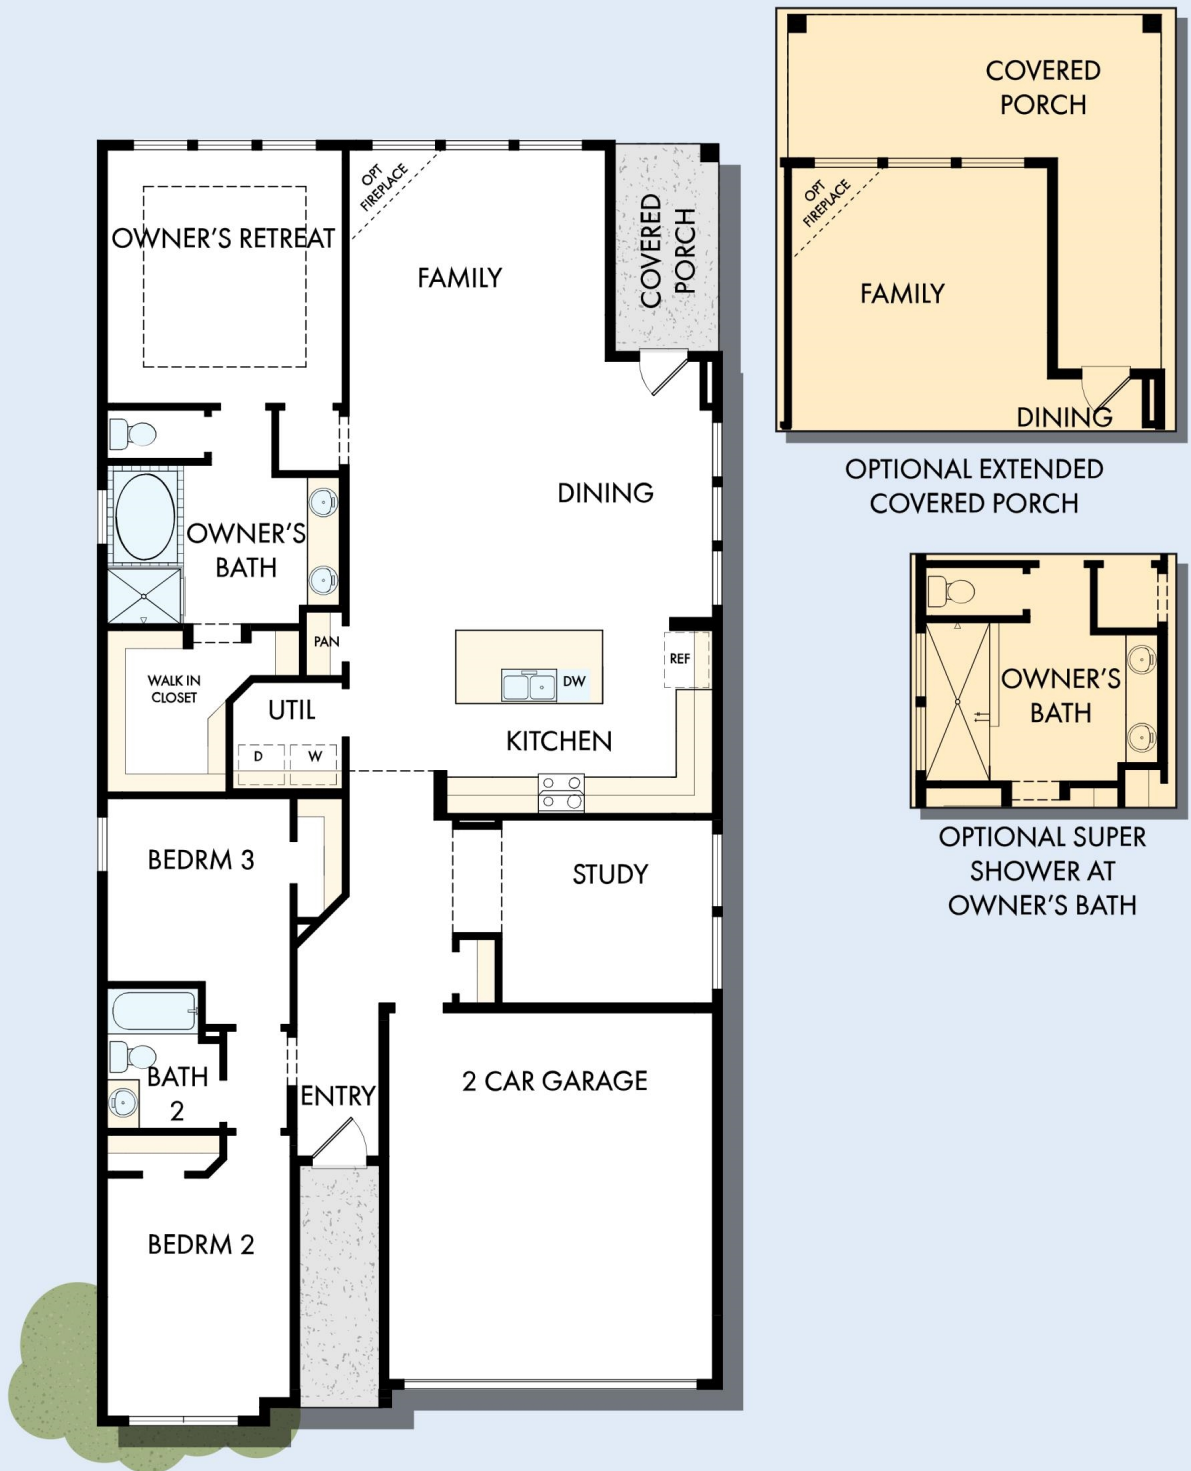 OWNER'S RETREAT
OPT
FIREPLACE
FAMILY
COVERED
PORCH
DINING
OWNER'S
BATH
PAN
WALK IN
CLOSET
UTIL
D
W
REF
DW
KITCHEN
BEDRM 3
STUDY
BATH
2
ENTRY
2 CAR GARAGE
BEDRM 2
COVERED
PORCH
OPT
FIREPLACE
FAMILY
DINING
OPTIONAL EXTENDED
COVERED PORCH
OWNER'S
BATH
OPTIONAL SUPER
SHOWER AT
OWNER'S BATH